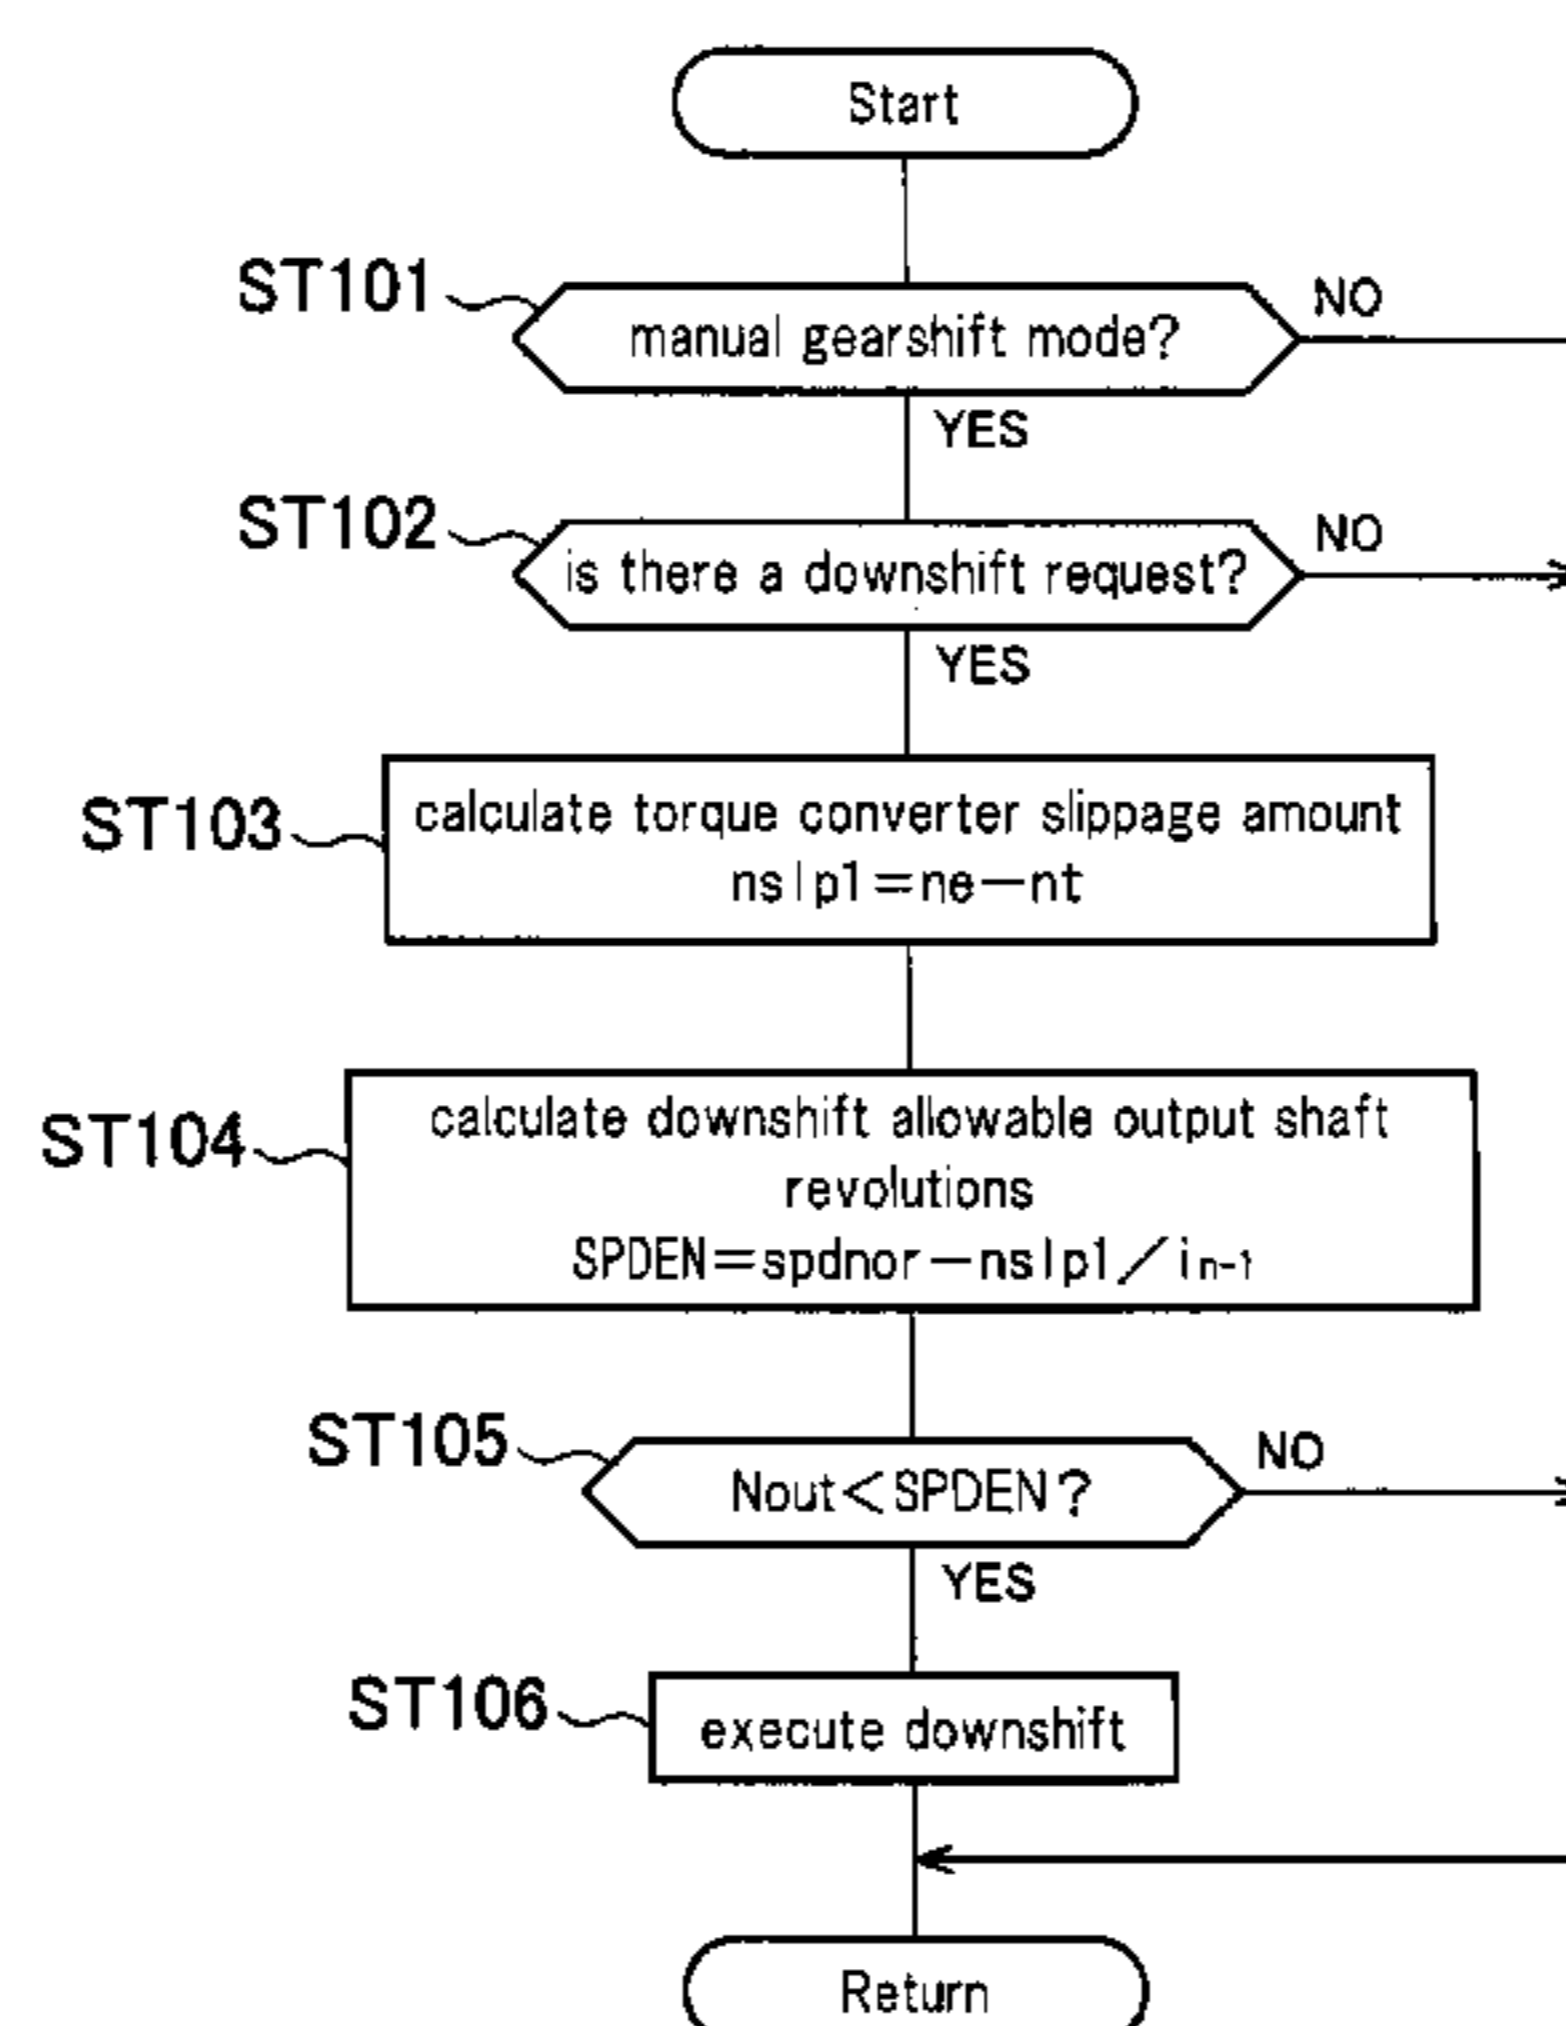 Start
ST101
manual gearshift mode?
NO
YES
ST102
is there a downshift request?
NO
YES
ST103
calculate torque converter slippage amount
nslp1=ne−nt
ST104
calculate downshift allowable output shaft
revolutions
SPDEN=spdnor−nslp1/in-1
ST105
Nout<SPDEN?
NO
YES
ST106
execute downshift
Return